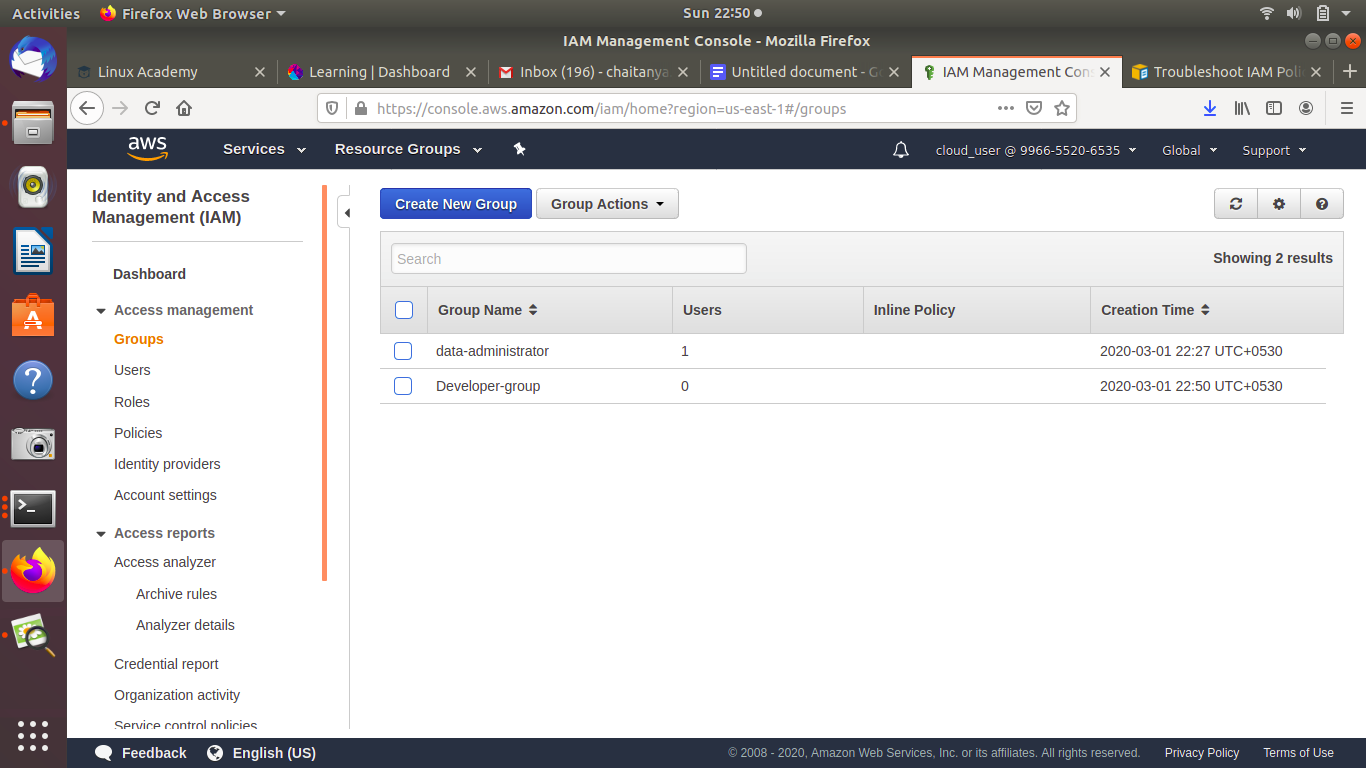 Activities Firefox Web Browser Sun 22:50
IAM Management Console - Mozilla Firefox
Linux Academy Learning | Dashboard Inbox (196) - chaitanya Untitled document - G IAM Management Cons Troubleshoot IAM Poli
https://console.aws.amazon.com/iam/home?region=us-east-1#/groups
aws Services Resource Groups cloud_user @ 9966-5520-6535 Global Support
Identity and Access
Management (IAM)
Dashboard
Access management
Groups
Users
Roles
Policies
Identity providers
Account settings
Access reports
Access analyzer
Archive rules
Analyzer details
Credential report
Organization activity
Service control policies
Create New Group Group Actions
Search Showing 2 results
Group Name Users Inline Policy Creation Time
data-administrator 1 2020-03-01 22:27 UTC+0530
Developer-group 0 2020-03-01 22:50 UTC+0530
Feedback English (US) © 2008 - 2020, Amazon Web Services, Inc. or its affiliates. All rights reserved. Privacy Policy Terms of Use